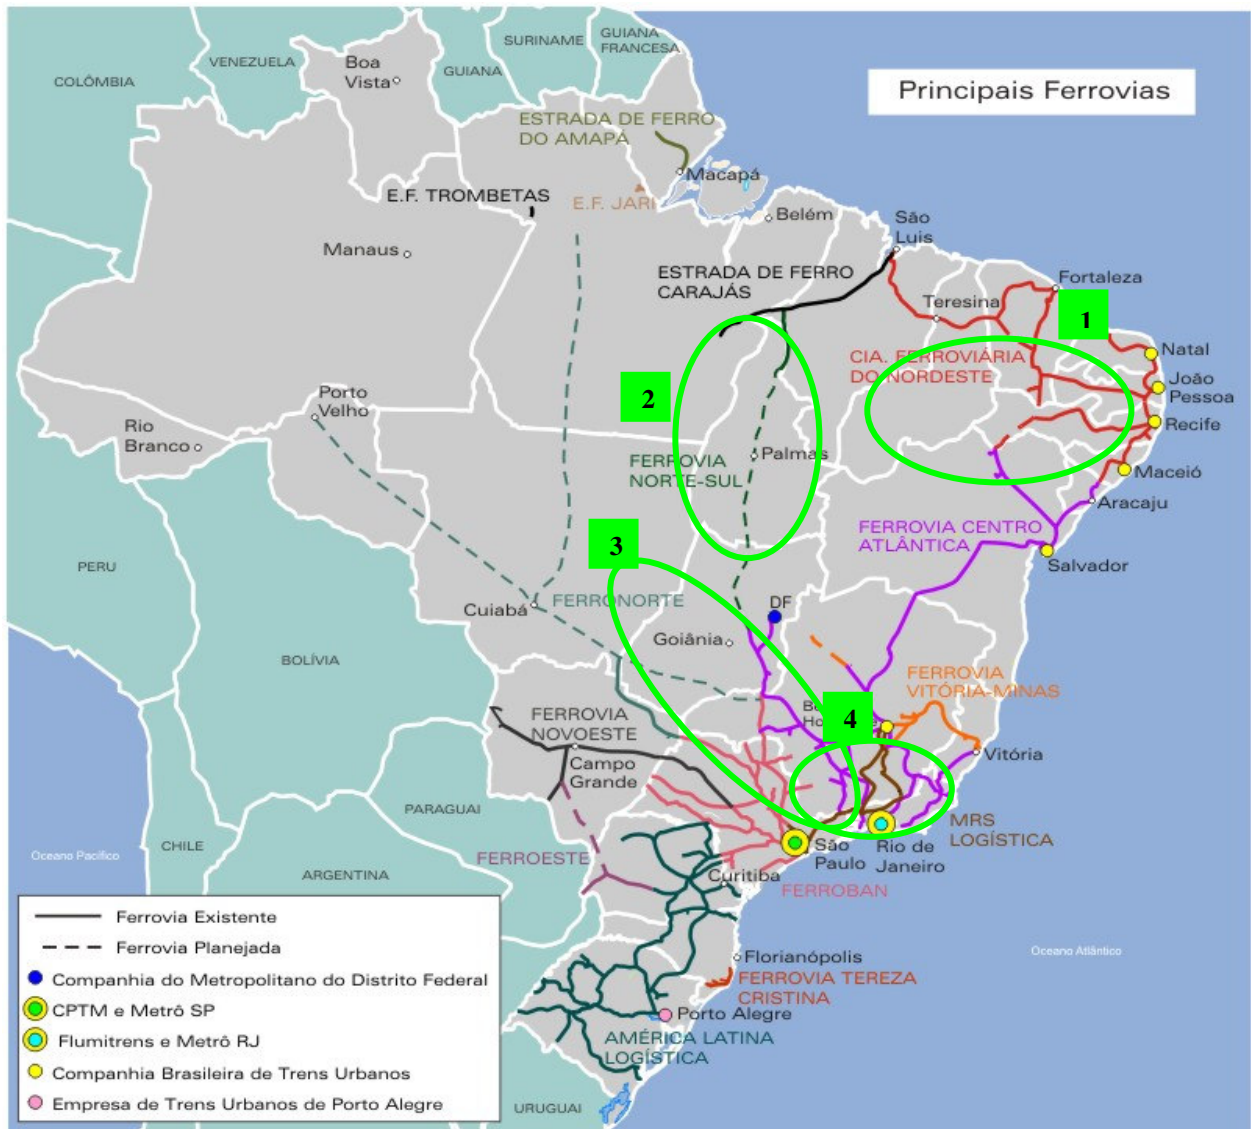 Principais Ferrovias
COLÔMBIA
VENEZUELA
GUIANA
SURINAME
GUIANA
FRANCESA
Boa
Vista
ESTRADA DE FERRO
DO AMAPÁ
Macapá
E.F. TROMBETAS
E.F. JARI
Belém
São
Luis
Manaus
ESTRADA DE FERRO
CARAJÁS
Teresina
Fortaleza
1
CIA. FERROVIÁRIA
DO NORDESTE
Natal
João
Pessoa
Recife
Maceió
Aracaju
2
Porto
Velho
Rio
Branco
Palmas
FERROVIA
NORTE-SUL
FERROVIA CENTRO
ATLÂNTICA
Salvador
3
PERU
Cuiabá
FERRONORTE
DF
Goiânia
BOLÍVIA
FERROVIA
VITÓRIA-MINAS
4
FERROVIA
NOVOESTE
Vitória
Campo
Grande
PARAGUAI
MRS
LOGÍSTICA
CHILE
Oceano Pacífico
São
Paulo
Rio de
Janeiro
FERROESTE
Curitiba
FERROBAN
ARGENTINA
Florianópolis
FERROVIA TEREZA
CRISTINA
Oceano Atlântico
Porto Alegre
AMÉRICA LATINA
LOGÍSTICA
URUGUAI
Ferrovia Existente
Ferrovia Planejada
Companhia do Metropolitano do Distrito Federal
CPTM e Metrô SP
Flumitrens e Metrô RJ
Companhia Brasileira de Trens Urbanos
Empresa de Trens Urbanos de Porto Alegre